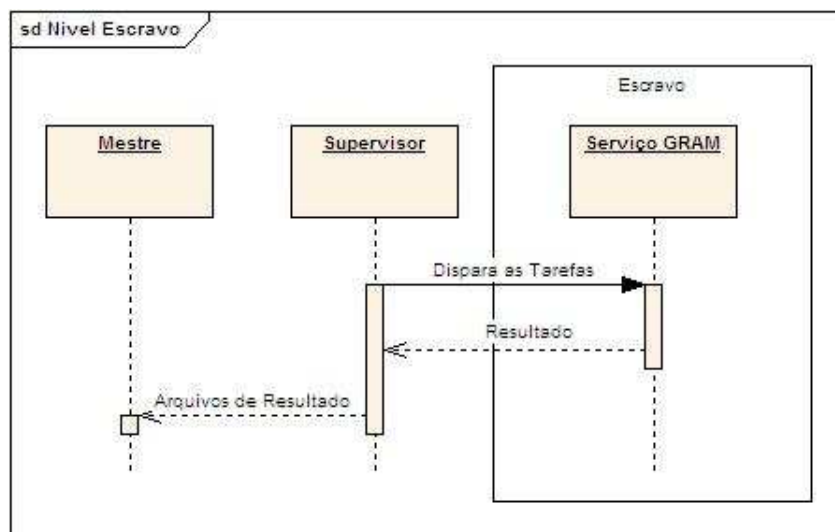 sd Nivel Escravo
Escravo
Mestre
Supervisor
Serviço GRAM
Dispara as Tarefas
Resultado
Arquivos de Resultado